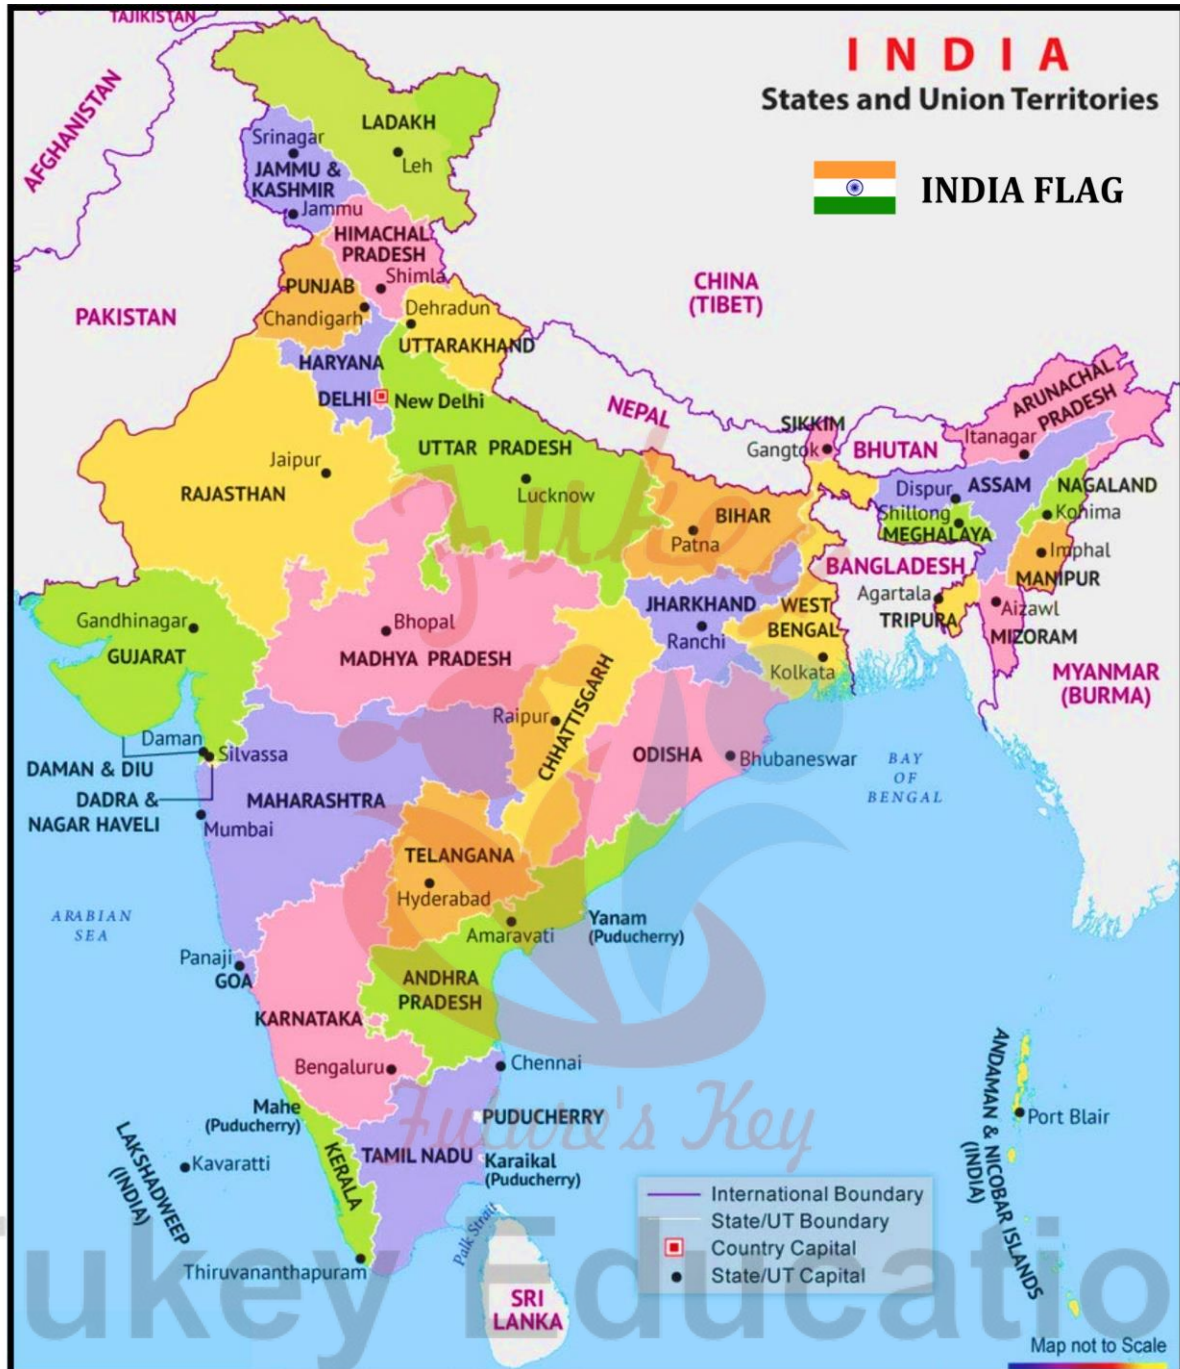 TAJIKISTAN
INDIA
States and Union Territories
AFGHANISTAN
LADAKH
Srinagar
Leh
JAMMU &
KASHMIR
Jammu
INDIA FLAG
HIMACHAL
PRADESH
Shimla
PUNJAB
Chandigarh
Dehradun
UTTARAKHAND
CHINA
(TIBET)
PAKISTAN
HARYANA
DELHI
New Delhi
NEPAL
SIKKIM
Gangtok
BHUTAN
ARUNACHAL
PRADESH
Itanagar
UTTAR PRADESH
Lucknow
Jaipur
RAJASTHAN
Dispur
ASSAM
NAGALAND
Kohima
Shillong
MEGHALAYA
BIHAR
Patna
Imphal
MANIPUR
BANGLADESH
Agartala
TRIPURA
Aizawl
MIZORAM
JHARKHAND
Ranchi
WEST
BENGAL
Kolkata
Gandhinagar
GUJARAT
Bhopal
MADHYA PRADESH
MYANMAR
(BURMA)
Raipur
CHHATTISGARH
ODISHA
Bhubaneswar
BAY
OF
BENGAL
Daman
Silvassa
DAMAN & DIU
DADRA &
NAGAR HAVELI
MAHARASHTRA
Mumbai
TELANGANA
Hyderabad
ARABIAN
SEA
Amaravati
Yanam
(Puducherry)
Panaji
GOA
ANDHRA
PRADESH
KARNATAKA
Bengaluru
Chennai
Mahe
(Puducherry)
PUDUCHERRY
Future's Key
KERALA
TAMIL NADU
Karaikal
(Puducherry)
LAKSHADWEEP
(INDIA)
Kavaratti
Thiruvananthapuram
Palk Strait
SRI
LANKA
ANDAMAN & NICOBAR ISLANDS
(INDIA)
Port Blair
International Boundary
State/UT Boundary
Country Capital
State/UT Capital
Tukey Educatio
Map not to Scale